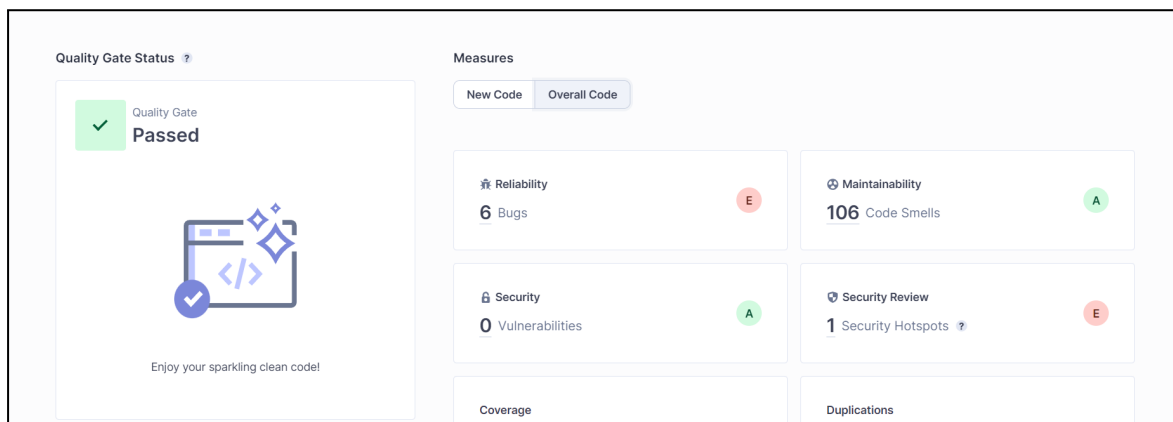 Quality Gate Status ?
Quality Gate
Passed
</>
Enjoy your sparkling clean code!
Measures
New Code Overall Code
Reliability
6 Bugs
E
Maintainability
106 Code Smells
A
Security
0 Vulnerabilities
A
Security Review
1 Security Hotspots ?
E
Coverage
Duplications